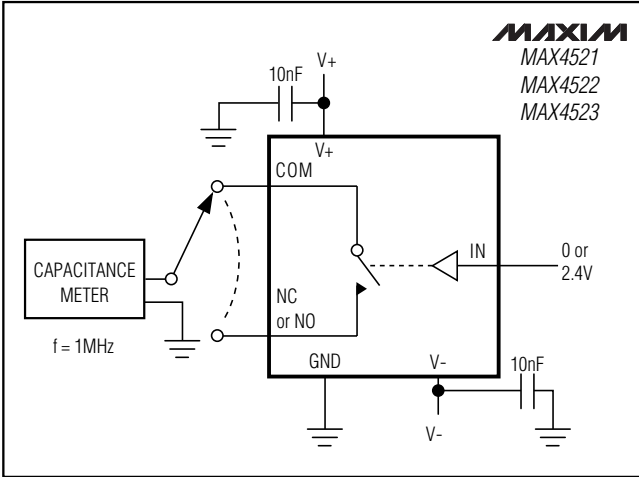 MAXIM
MAX4521
MAX4522
MAX4523
V+
10nF
V+
COM
IN
0 or
2.4V
CAPACITANCE
METER
NC
or NO
f = 1MHz
GND
V-
10nF
V-